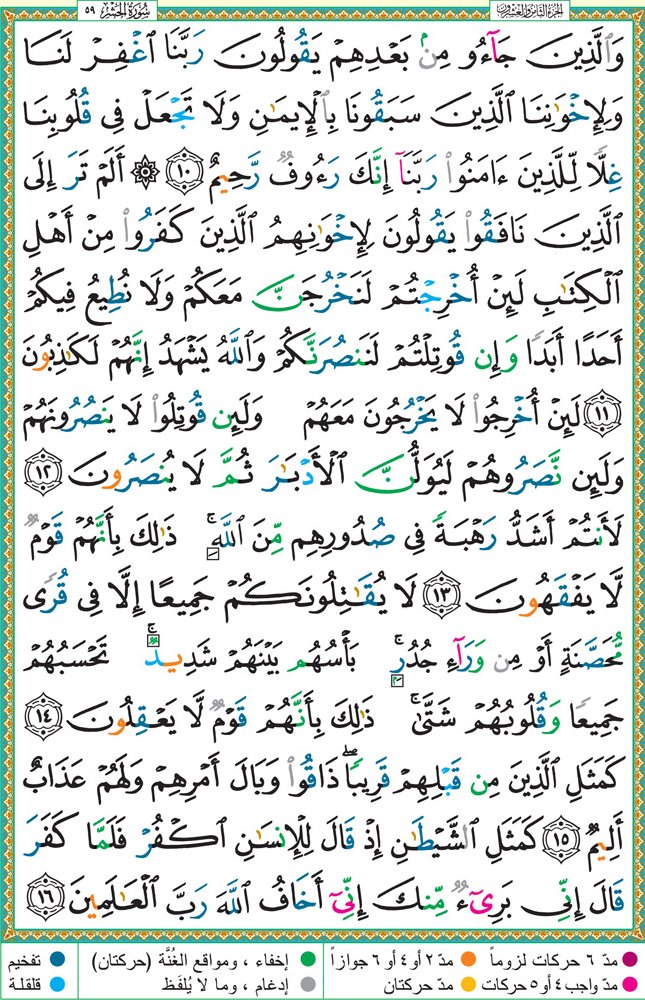 الجزء الثامن والعشرون
سورة الحشر ٥٩
وَٱلَّذِينَ جَآءُو مِنۢ بَعْدِهِمْ يَقُولُونَ رَبَّنَا ٱغْفِرْ لَنَا
وَلِإِخْوَٰنِنَا ٱلَّذِينَ سَبَقُونَا بِٱلْإِيمَٰنِ وَلَا تَجْعَلْ فِى قُلُوبِنَا
غِلًّا لِّلَّذِينَ ءَامَنُوا۟ رَبَّنَآ إِنَّكَ رَءُوفٌ رَّحِيمٌ ١٠ ۞ أَلَمْ تَرَ إِلَى
ٱلَّذِينَ نَافَقُوا۟ يَقُولُونَ لِإِخْوَٰنِهِمُ ٱلَّذِينَ كَفَرُوا۟ مِنْ أَهْلِ
ٱلْكِتَٰبِ لَئِنْ أُخْرِجْتُمْ لَنَخْرُجَنَّ مَعَكُمْ وَلَا نُطِيعُ فِيكُمْ
أَحَدًا أَبَدًا وَإِن قُوتِلْتُمْ لَنَنصُرَنَّكُمْ وَٱللَّهُ يَشْهَدُ إِنَّهُمْ لَكَٰذِبُونَ
١١ لَئِنْ أُخْرِجُوا۟ لَا يَخْرُجُونَ مَعَهُمْ وَلَئِن قُوتِلُوا۟ لَا يَنصُرُونَهُمْ
وَلَئِن نَّصَرُوهُمْ لَيُوَلُّنَّ ٱلْأَدْبَٰرَ ثُمَّ لَا يُنصَرُونَ ١٢
لَأَنتُمْ أَشَدُّ رَهْبَةً فِى صُدُورِهِم مِّنَ ٱللَّهِ ۚ ذَٰلِكَ بِأَنَّهُمْ قَوْمٌ
لَّا يَفْقَهُونَ ١٣ لَا يُقَٰتِلُونَكُمْ جَمِيعًا إِلَّا فِى قُرًى
مُّحَصَّنَةٍ أَوْ مِن وَرَآءِ جُدُرٍۭ ۚ بَأْسُهُم بَيْنَهُمْ شَدِيدٌ ۚ تَحْسَبُهُمْ
جَمِيعًا وَقُلُوبُهُمْ شَتَّىٰ ۚ ذَٰلِكَ بِأَنَّهُمْ قَوْمٌ لَّا يَعْقِلُونَ ١٤
كَمَثَلِ ٱلَّذِينَ مِن قَبْلِهِمْ قَرِيبًا ۖ ذَاقُوا۟ وَبَالَ أَمْرِهِمْ وَلَهُمْ عَذَابٌ
أَلِيمٌ ١٥ كَمَثَلِ ٱلشَّيْطَٰنِ إِذْ قَالَ لِلْإِنسَٰنِ ٱكْفُرْ فَلَمَّا كَفَرَ
قَالَ إِنِّى بَرِىٓءٌ مِّنكَ إِنِّىٓ أَخَافُ ٱللَّهَ رَبَّ ٱلْعَٰلَمِينَ ١٦
مدّ ٦ حركات لزوماً مدّ ٢ أو ٤ أو ٦ جوازاً إخفاء ، ومواقع الغُنَّة (حركتان) تفخيم
مدّ واجب ٤ أو ٥ حركات مدّ حركتان إدغام ، وما لا يُلفَظ قلقلة